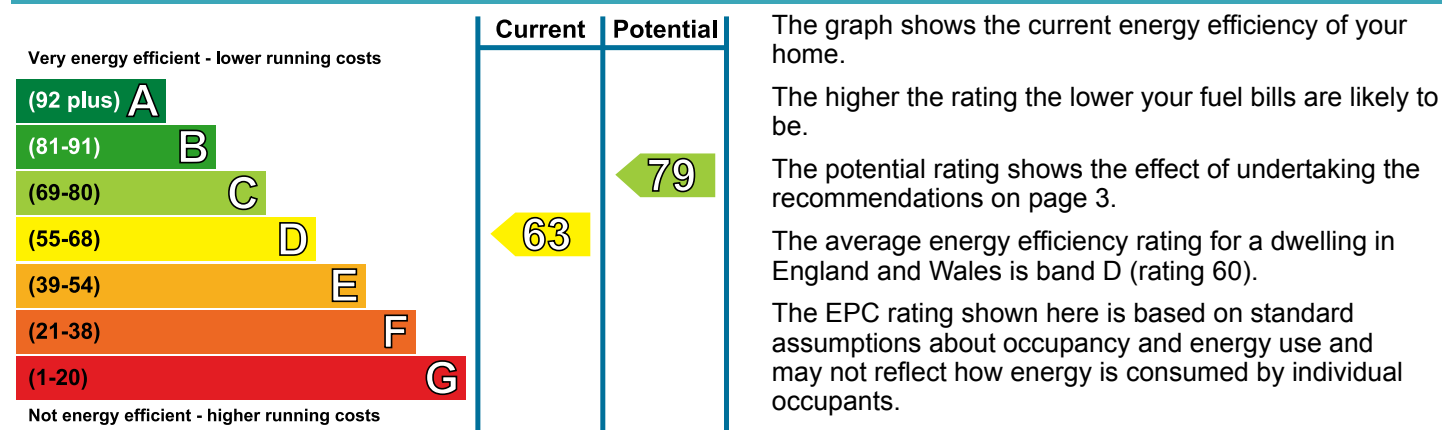 Current Potential
Very energy efficient - lower running costs
(92 plus) A
(81-91) B
(69-80) C
(55-68) D
(39-54) E
(21-38) F
(1-20) G
Not energy efficient - higher running costs
63
79
The graph shows the current energy efficiency of your
home.
The higher the rating the lower your fuel bills are likely to
be.
The potential rating shows the effect of undertaking the
recommendations on page 3.
The average energy efficiency rating for a dwelling in
England and Wales is band D (rating 60).
The EPC rating shown here is based on standard
assumptions about occupancy and energy use and
may not reflect how energy is consumed by individual
occupants.